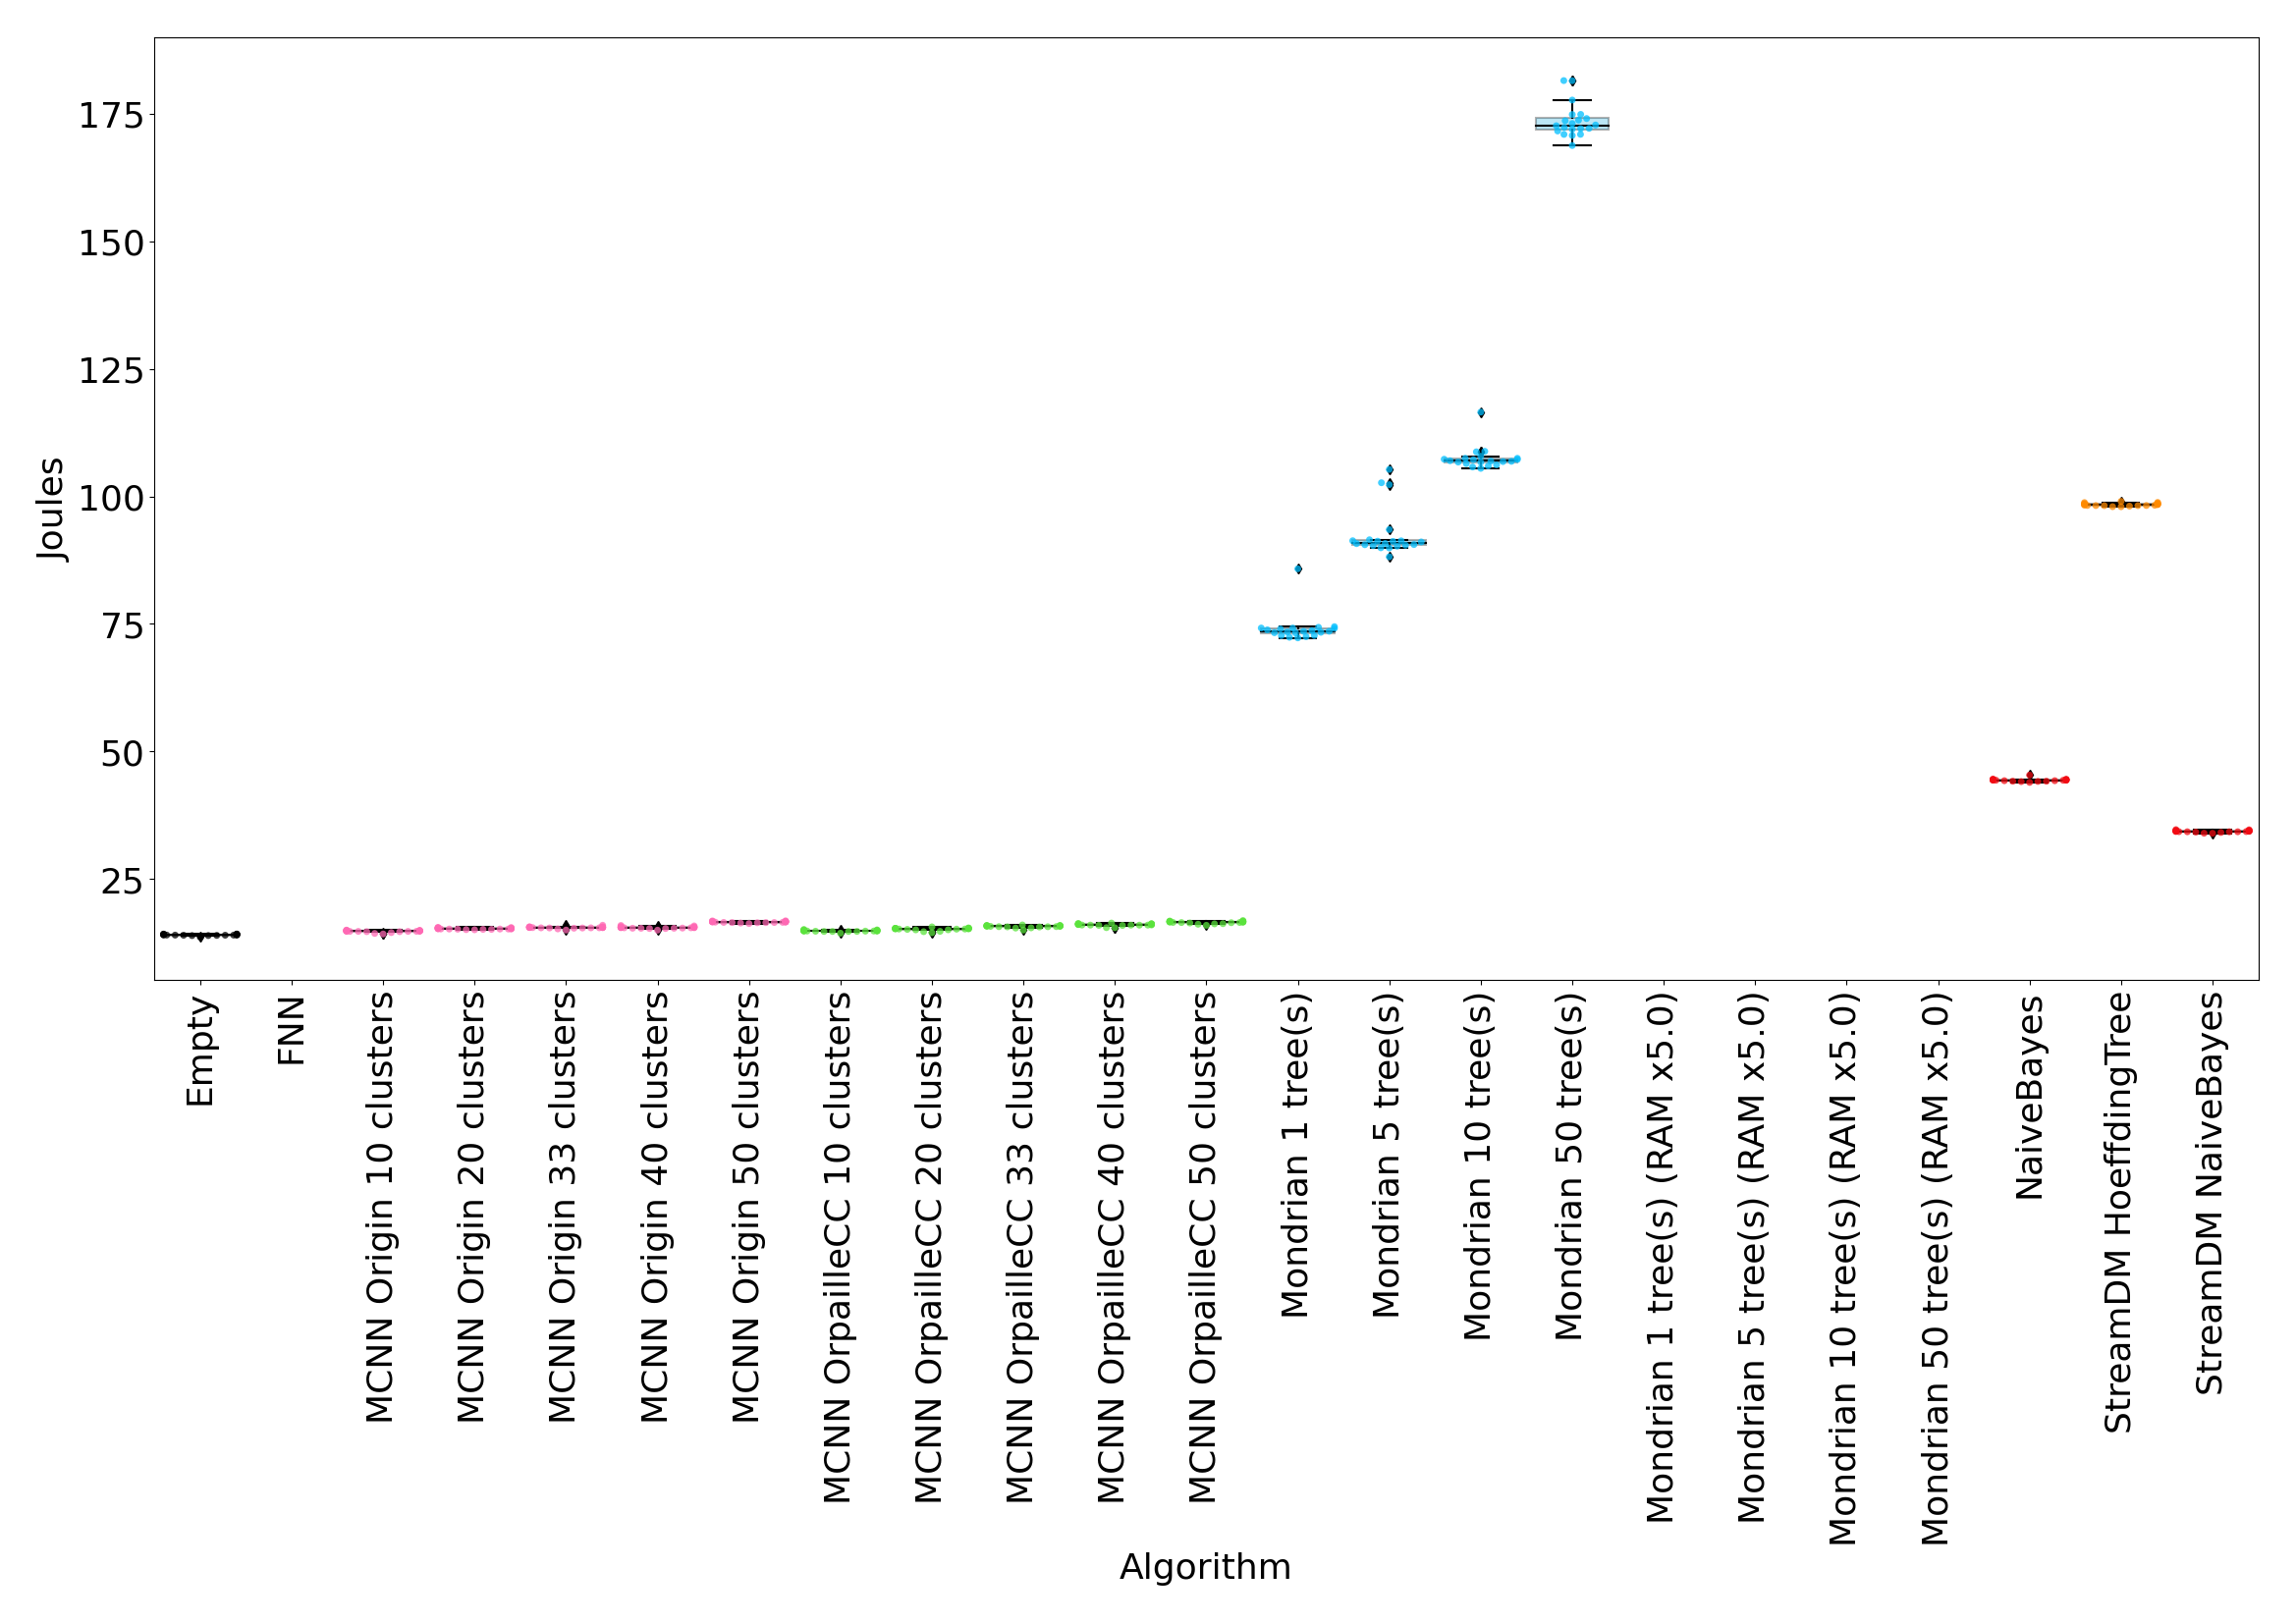 175
150
125
100
75
50
25
Joules
Empty
FNN
MCNN Origin 10 clusters
MCNN Origin 20 clusters
MCNN Origin 33 clusters
MCNN Origin 40 clusters
MCNN Origin 50 clusters
MCNN OrpailleCC 10 clusters
MCNN OrpailleCC 20 clusters
MCNN OrpailleCC 33 clusters
MCNN OrpailleCC 40 clusters
MCNN OrpailleCC 50 clusters
Mondrian 1 tree(s)
Mondrian 5 tree(s)
Mondrian 10 tree(s)
Mondrian 50 tree(s)
Mondrian 1 tree(s) (RAM x5.0)
Mondrian 5 tree(s) (RAM x5.0)
Mondrian 10 tree(s) (RAM x5.0)
Mondrian 50 tree(s) (RAM x5.0)
NaiveBayes
StreamDM HoeffdingTree
StreamDM NaiveBayes
Algorithm